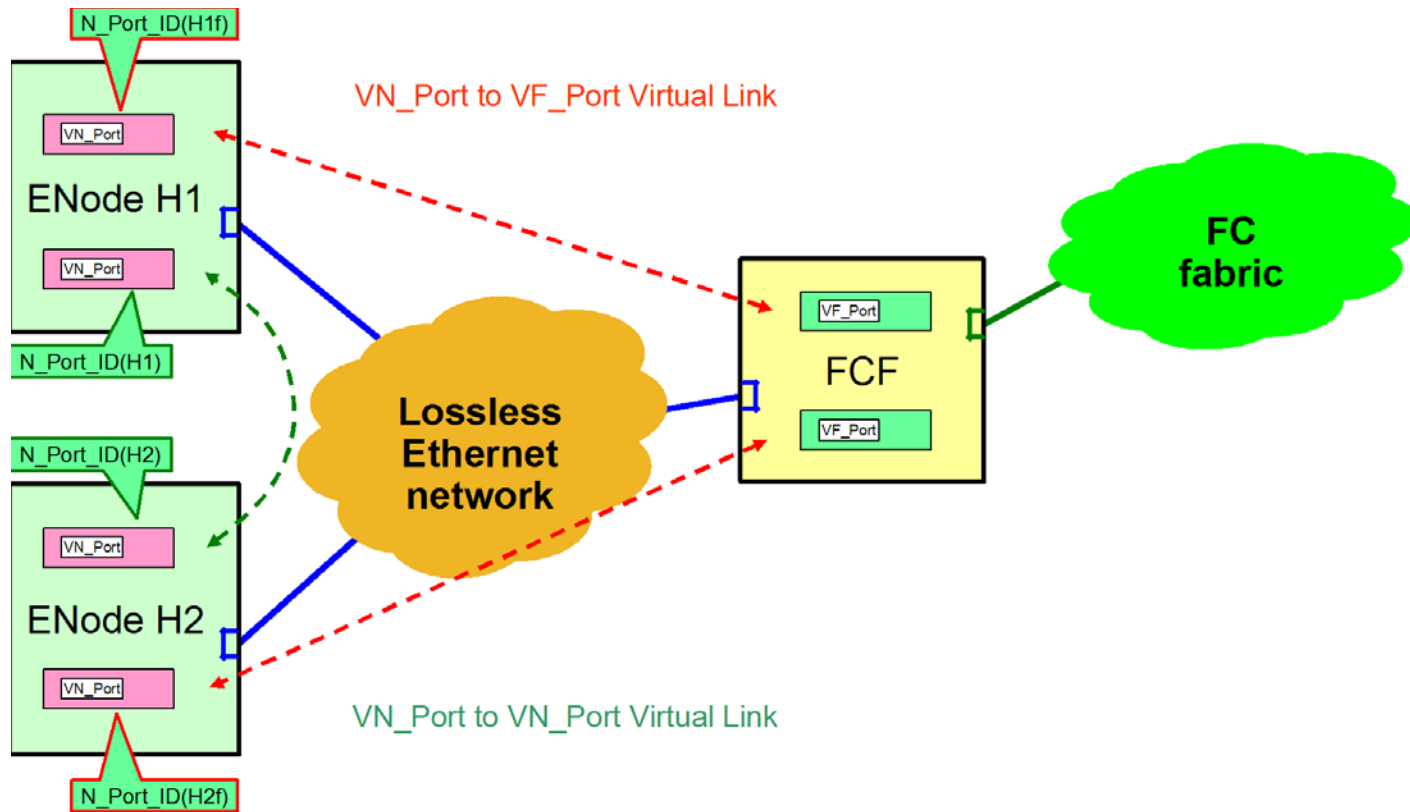 N_Port_ID(H1f)
VN_Port to VF_Port Virtual Link
VN_Port
ENode H1
VN_Port
N_Port_ID(H1)
FC
fabric
VF_Port
FCF
VF_Port
Lossless
Ethernet
network
N_Port_ID(H2)
VN_Port
ENode H2
VN_Port
VN_Port to VN_Port Virtual Link
N_Port_ID(H2f)